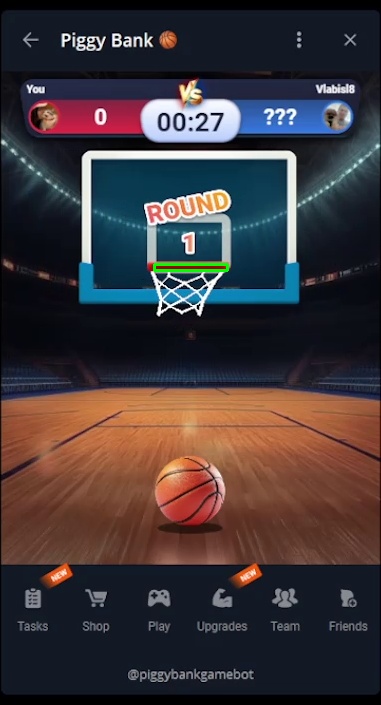 Piggy Bank 🏀
You
VS
Vlabisl8
0
00:27
???
ROUND
1
NEW
NEW
Tasks
Shop
Play
Upgrades
Team
Friends
@piggybankgamebot